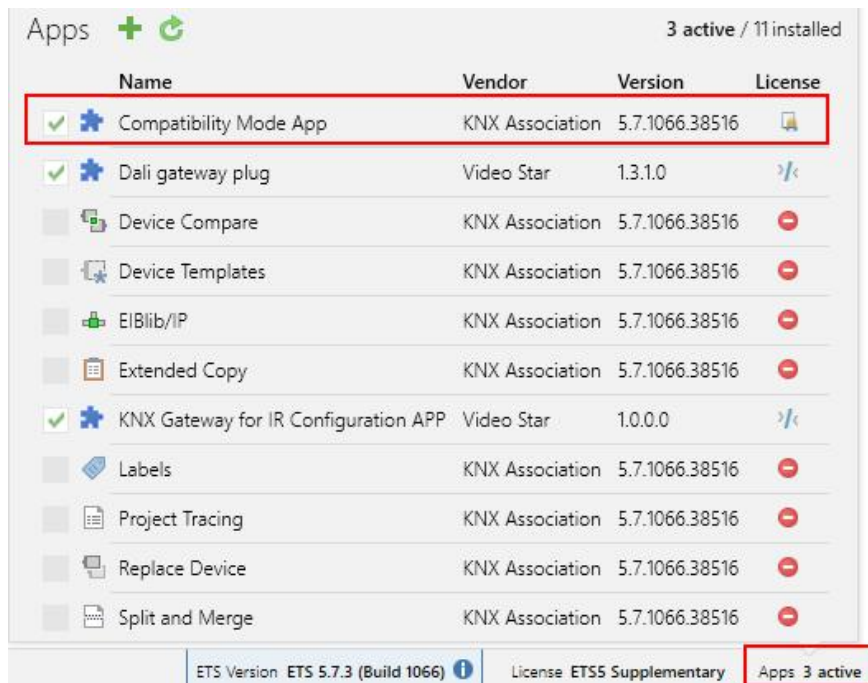 Apps 3 active / 11 installed
Name Vendor Version License
Compatibility Mode App KNX Association 5.7.1066.38516
Dali gateway plug Video Star 1.3.1.0
Device Compare KNX Association 5.7.1066.38516
Device Templates KNX Association 5.7.1066.38516
EIBlib/IP KNX Association 5.7.1066.38516
Extended Copy KNX Association 5.7.1066.38516
KNX Gateway for IR Configuration APP Video Star 1.0.0.0
Labels KNX Association 5.7.1066.38516
Project Tracing KNX Association 5.7.1066.38516
Replace Device KNX Association 5.7.1066.38516
Split and Merge KNX Association 5.7.1066.38516
ETS Version ETS 5.7.3 (Build 1066) License ETS5 Supplementary Apps 3 active